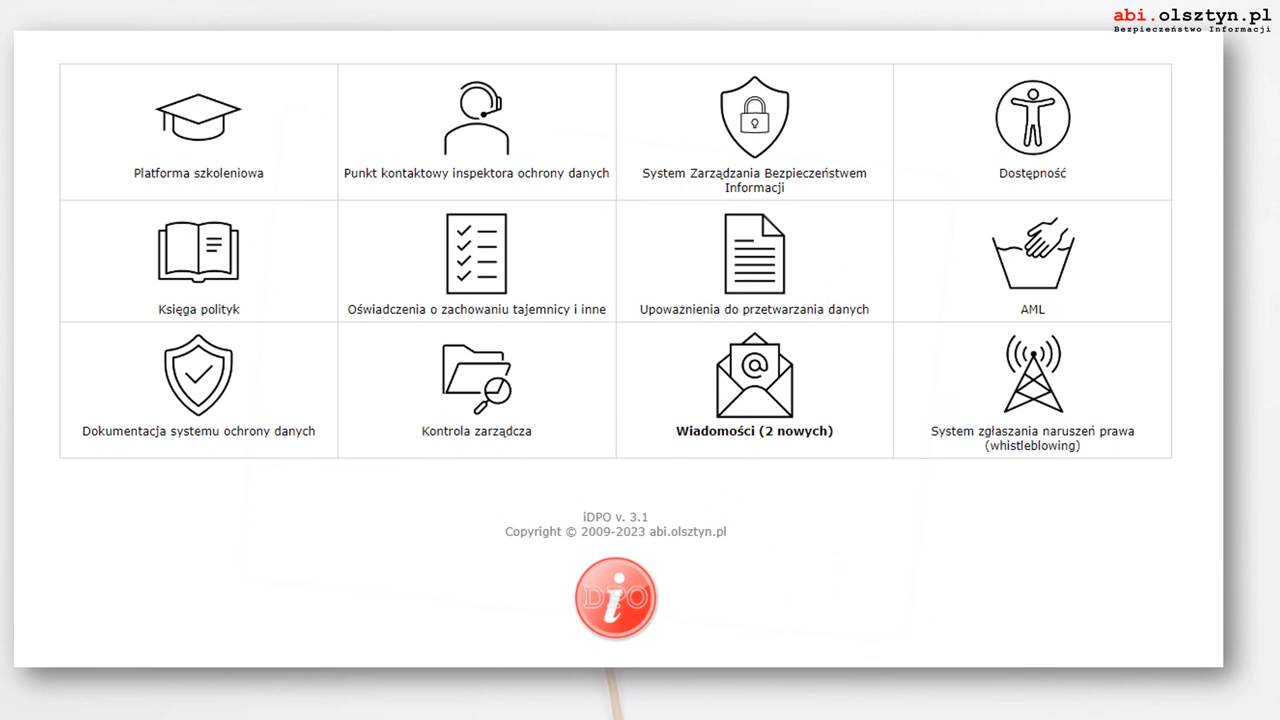 abi.olsztyn.pl
Bezpieczeństwo Informacji
Platforma szkoleniowa
Punkt kontaktowy inspektora ochrony danych
System Zarządzania Bezpieczeństwem
Informacji
Dostępność
Księga polityk
Oświadczenia o zachowaniu tajemnicy i inne
Upoważnienia do przetwarzania danych
AML
Dokumentacja systemu ochrony danych
Kontrola zarządcza
Wiadomości (2 nowych)
System zgłaszania naruszeń prawa
(whistleblowing)
iDPO v. 3.1
Copyright © 2009-2023 abi.olsztyn.pl
iDPO